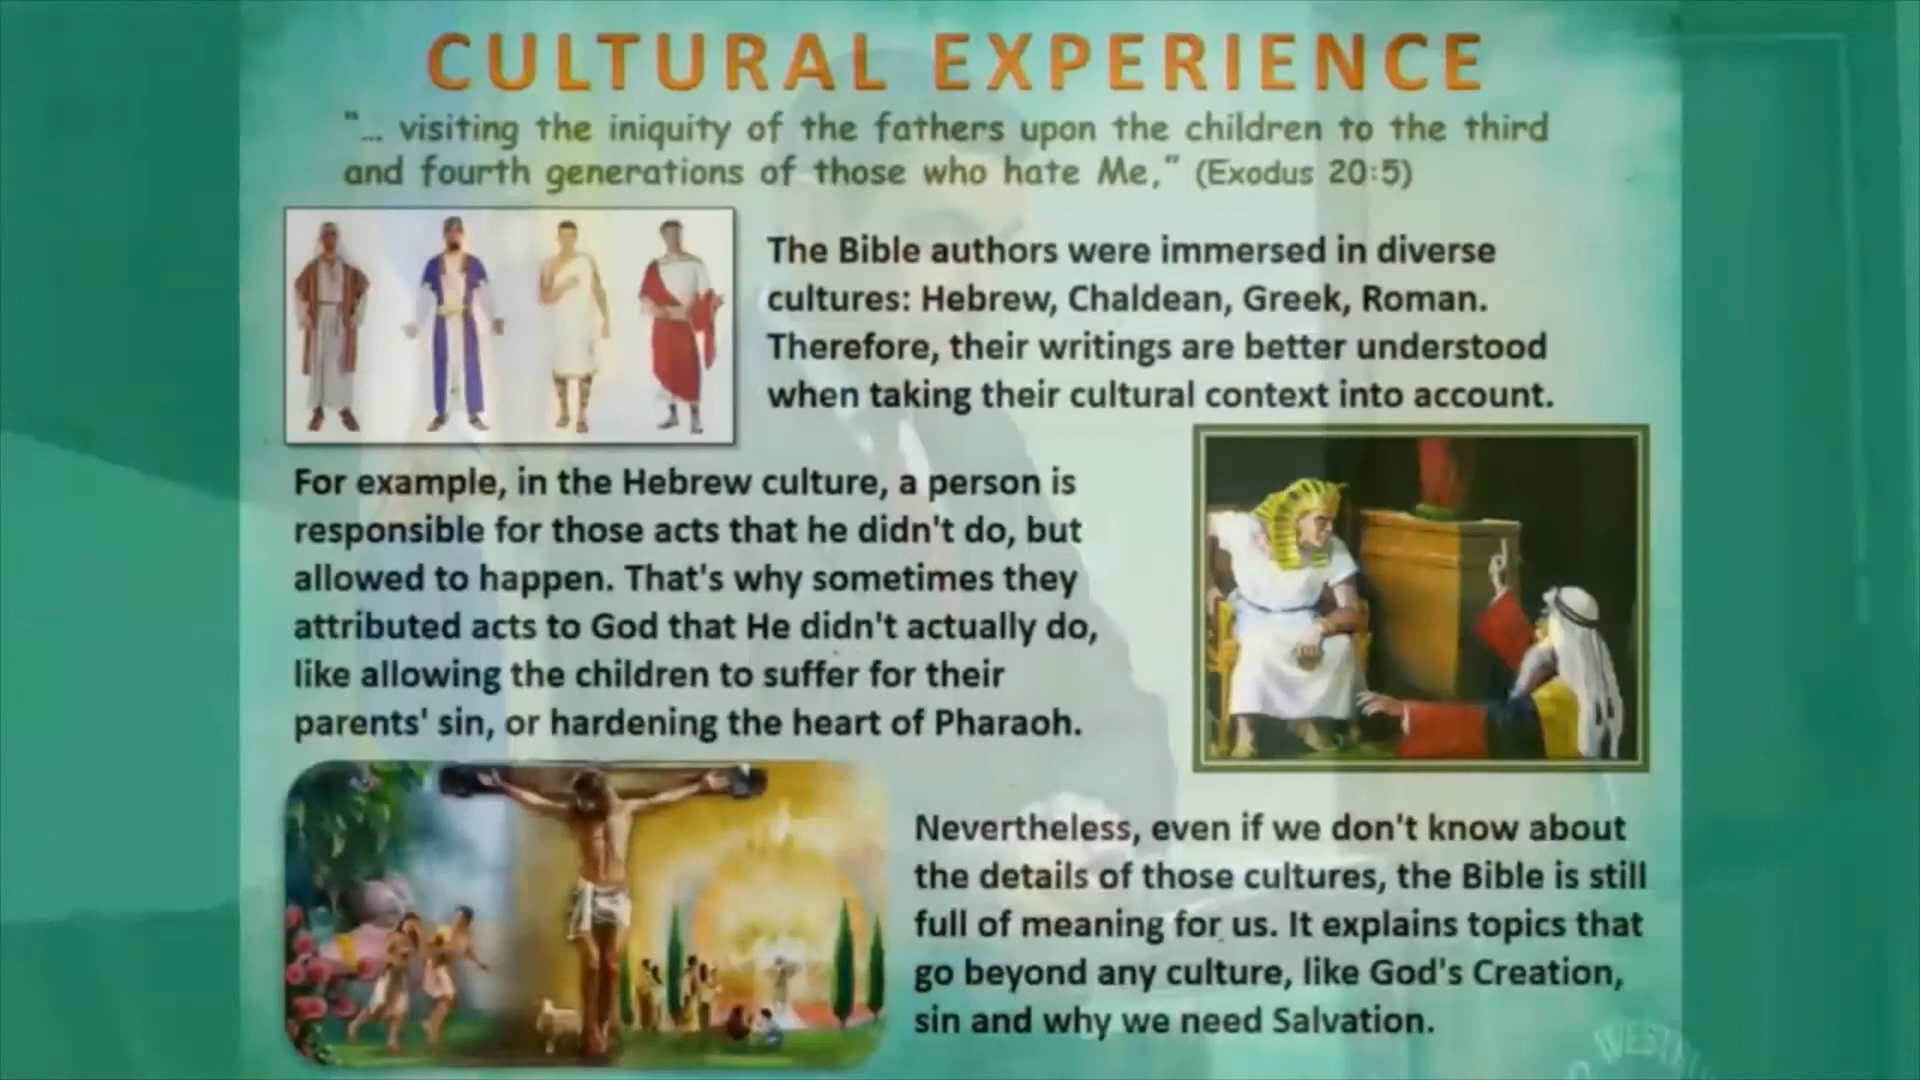 CULTURAL EXPERIENCE
"... visiting the iniquity of the fathers upon the children to the third
and fourth generations of those who hate Me," (Exodus 20:5)
The Bible authors were immersed in diverse
cultures: Hebrew, Chaldean, Greek, Roman.
Therefore, their writings are better understood
when taking their cultural context into account.
For example, in the Hebrew culture, a person is
responsible for those acts that he didn't do, but
allowed to happen. That's why sometimes they
attributed acts to God that He didn't actually do,
like allowing the children to suffer for their
parents' sin, or hardening the heart of Pharaoh.
Nevertheless, even if we don't know about
the details of those cultures, the Bible is still
full of meaning for us. It explains topics that
go beyond any culture, like God's Creation,
sin and why we need Salvation.